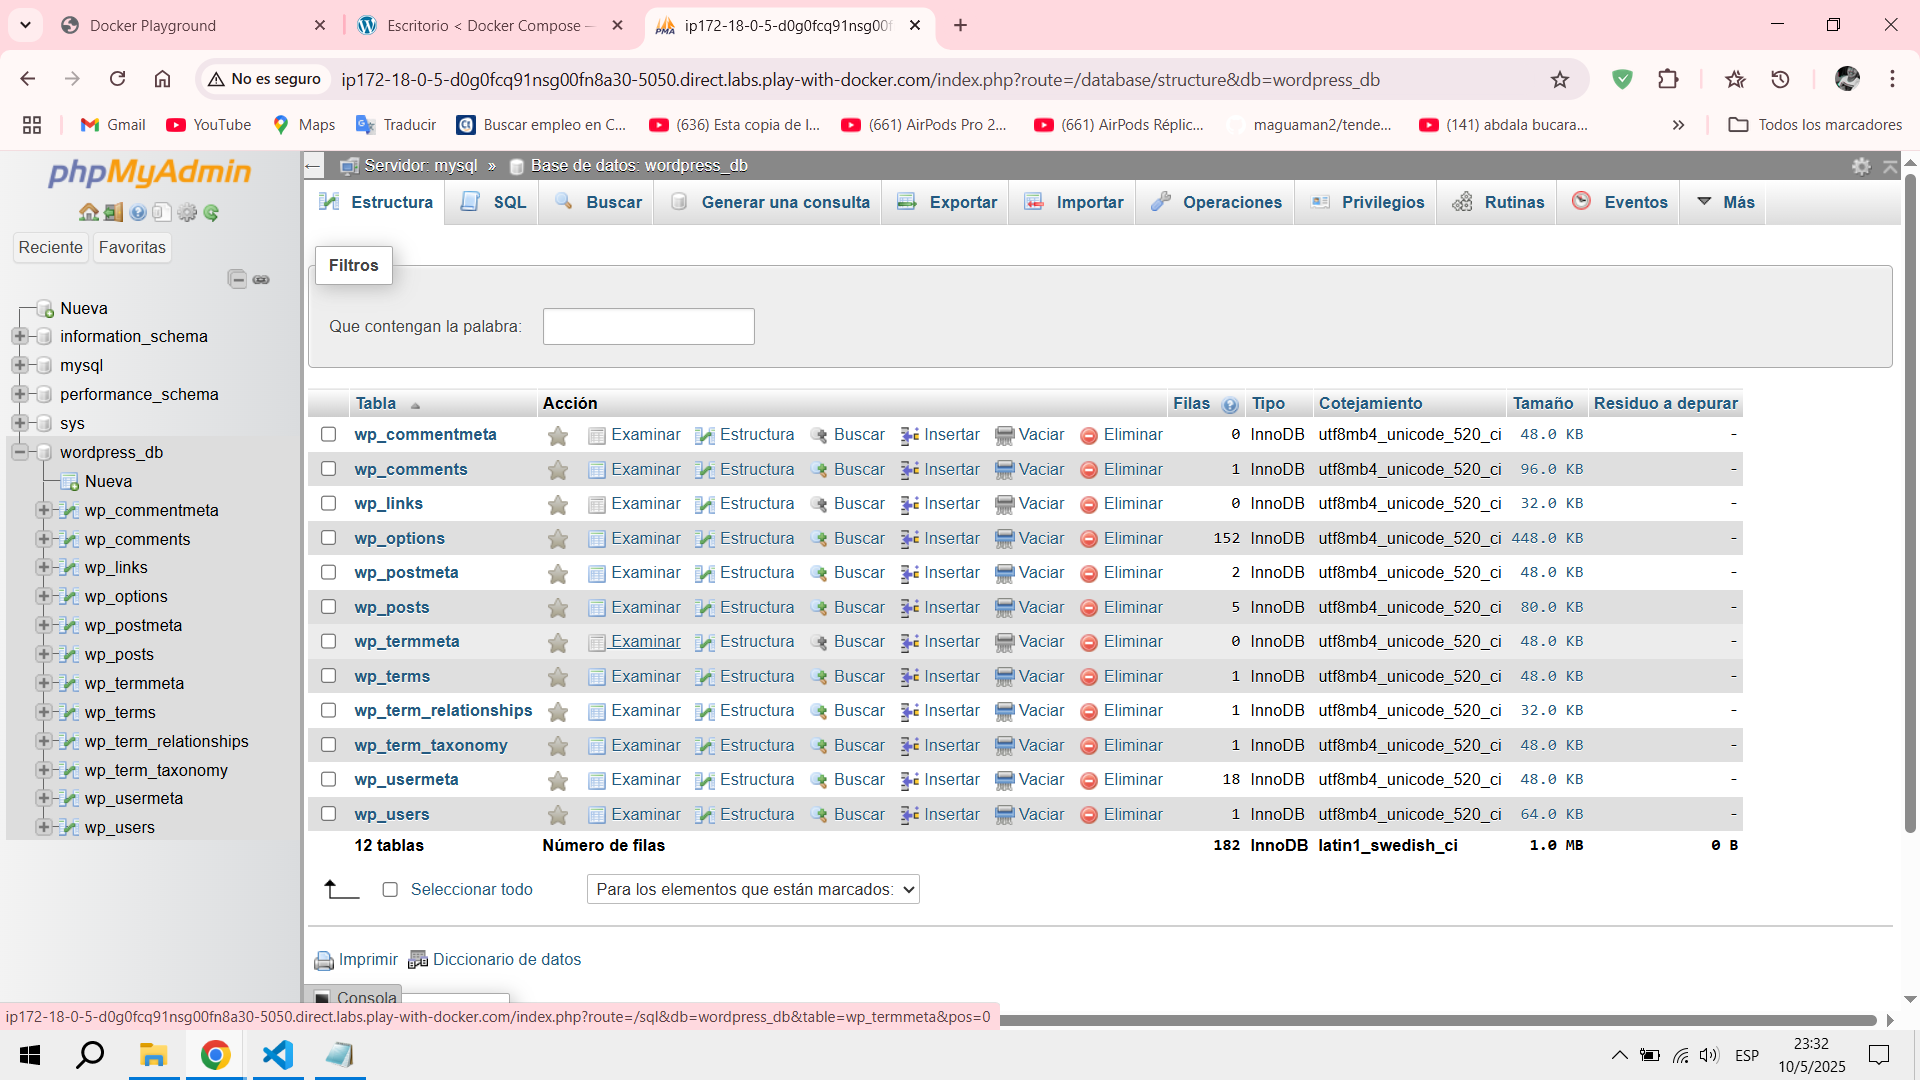 Docker Playground
Escritorio < Docker Compose —
ip172-18-0-5-d0g0fcq91nsg00f
No es seguro
ip172-18-0-5-d0g0fcq91nsg00fn8a30-5050.direct.labs.play-with-docker.com/index.php?route=/database/structure&db=wordpress_db
Gmail
YouTube
Maps
Traducir
Buscar empleo en C...
(636) Esta copia de l...
(661) AirPods Pro 2...
(661) AirPods Réplic...
maguaman2/tende...
(141) abdala bucara...
»
Todos los marcadores
phpMyAdmin
Reciente
Favoritas
Nueva
information_schema
mysql
performance_schema
sys
wordpress_db
Nueva
wp_commentmeta
wp_comments
wp_links
wp_options
wp_postmeta
wp_posts
wp_termmeta
wp_terms
wp_term_relationships
wp_term_taxonomy
wp_usermeta
wp_users
Servidor: mysql » Base de datos: wordpress_db
Estructura SQL Buscar Generar una consulta Exportar Importar Operaciones Privilegios Rutinas Eventos Más
Filtros
Que contengan la palabra:
Tabla Acción Filas Tipo Cotejamiento Tamaño Residuo a depurar
wp_commentmeta Examinar Estructura Buscar Insertar Vaciar Eliminar 0 InnoDB utf8mb4_unicode_520_ci 48.0 KB -
wp_comments Examinar Estructura Buscar Insertar Vaciar Eliminar 1 InnoDB utf8mb4_unicode_520_ci 96.0 KB -
wp_links Examinar Estructura Buscar Insertar Vaciar Eliminar 0 InnoDB utf8mb4_unicode_520_ci 32.0 KB -
wp_options Examinar Estructura Buscar Insertar Vaciar Eliminar 152 InnoDB utf8mb4_unicode_520_ci 448.0 KB -
wp_postmeta Examinar Estructura Buscar Insertar Vaciar Eliminar 2 InnoDB utf8mb4_unicode_520_ci 48.0 KB -
wp_posts Examinar Estructura Buscar Insertar Vaciar Eliminar 5 InnoDB utf8mb4_unicode_520_ci 80.0 KB -
wp_termmeta Examinar Estructura Buscar Insertar Vaciar Eliminar 0 InnoDB utf8mb4_unicode_520_ci 48.0 KB -
wp_terms Examinar Estructura Buscar Insertar Vaciar Eliminar 1 InnoDB utf8mb4_unicode_520_ci 48.0 KB -
wp_term_relationships Examinar Estructura Buscar Insertar Vaciar Eliminar 1 InnoDB utf8mb4_unicode_520_ci 32.0 KB -
wp_term_taxonomy Examinar Estructura Buscar Insertar Vaciar Eliminar 1 InnoDB utf8mb4_unicode_520_ci 48.0 KB -
wp_usermeta Examinar Estructura Buscar Insertar Vaciar Eliminar 18 InnoDB utf8mb4_unicode_520_ci 48.0 KB -
wp_users Examinar Estructura Buscar Insertar Vaciar Eliminar 1 InnoDB utf8mb4_unicode_520_ci 64.0 KB -
12 tablas Número de filas 182 InnoDB latin1_swedish_ci 1.0 MB 0 B
Seleccionar todo
Para los elementos que están marcados:
Imprimir
Diccionario de datos
Consola
ip172-18-0-5-d0g0fcq91nsg00fn8a30-5050.direct.labs.play-with-docker.com/index.php?route=/sql&db=wordpress_db&table=wp_termmeta&pos=0
ESP
23:32
10/5/2025